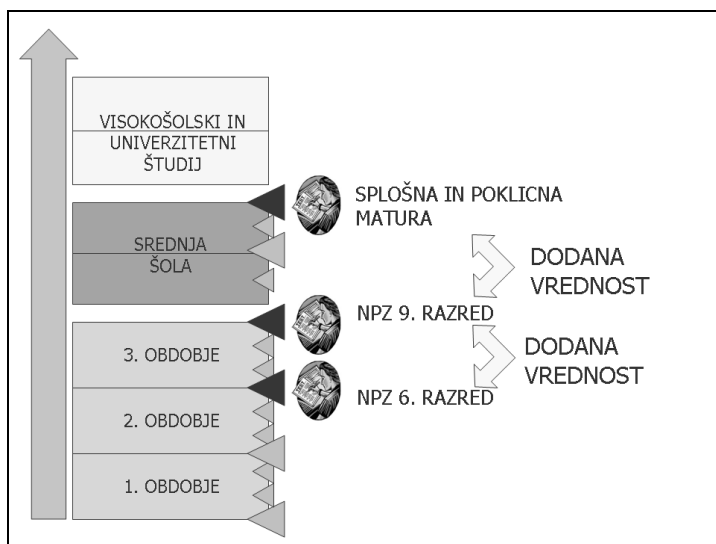 VISOKOŠOLSKI IN
UNIVERZITETNI
ŠTUDIJ
SPLOŠNA IN POKLICNA
MATURA
SREDNJA
ŠOLA
DODANA
VREDNOST
NPZ 9. RAZRED
3. OBDOBJE
DODANA
VREDNOST
NPZ 6. RAZRED
2. OBDOBJE
1. OBDOBJE